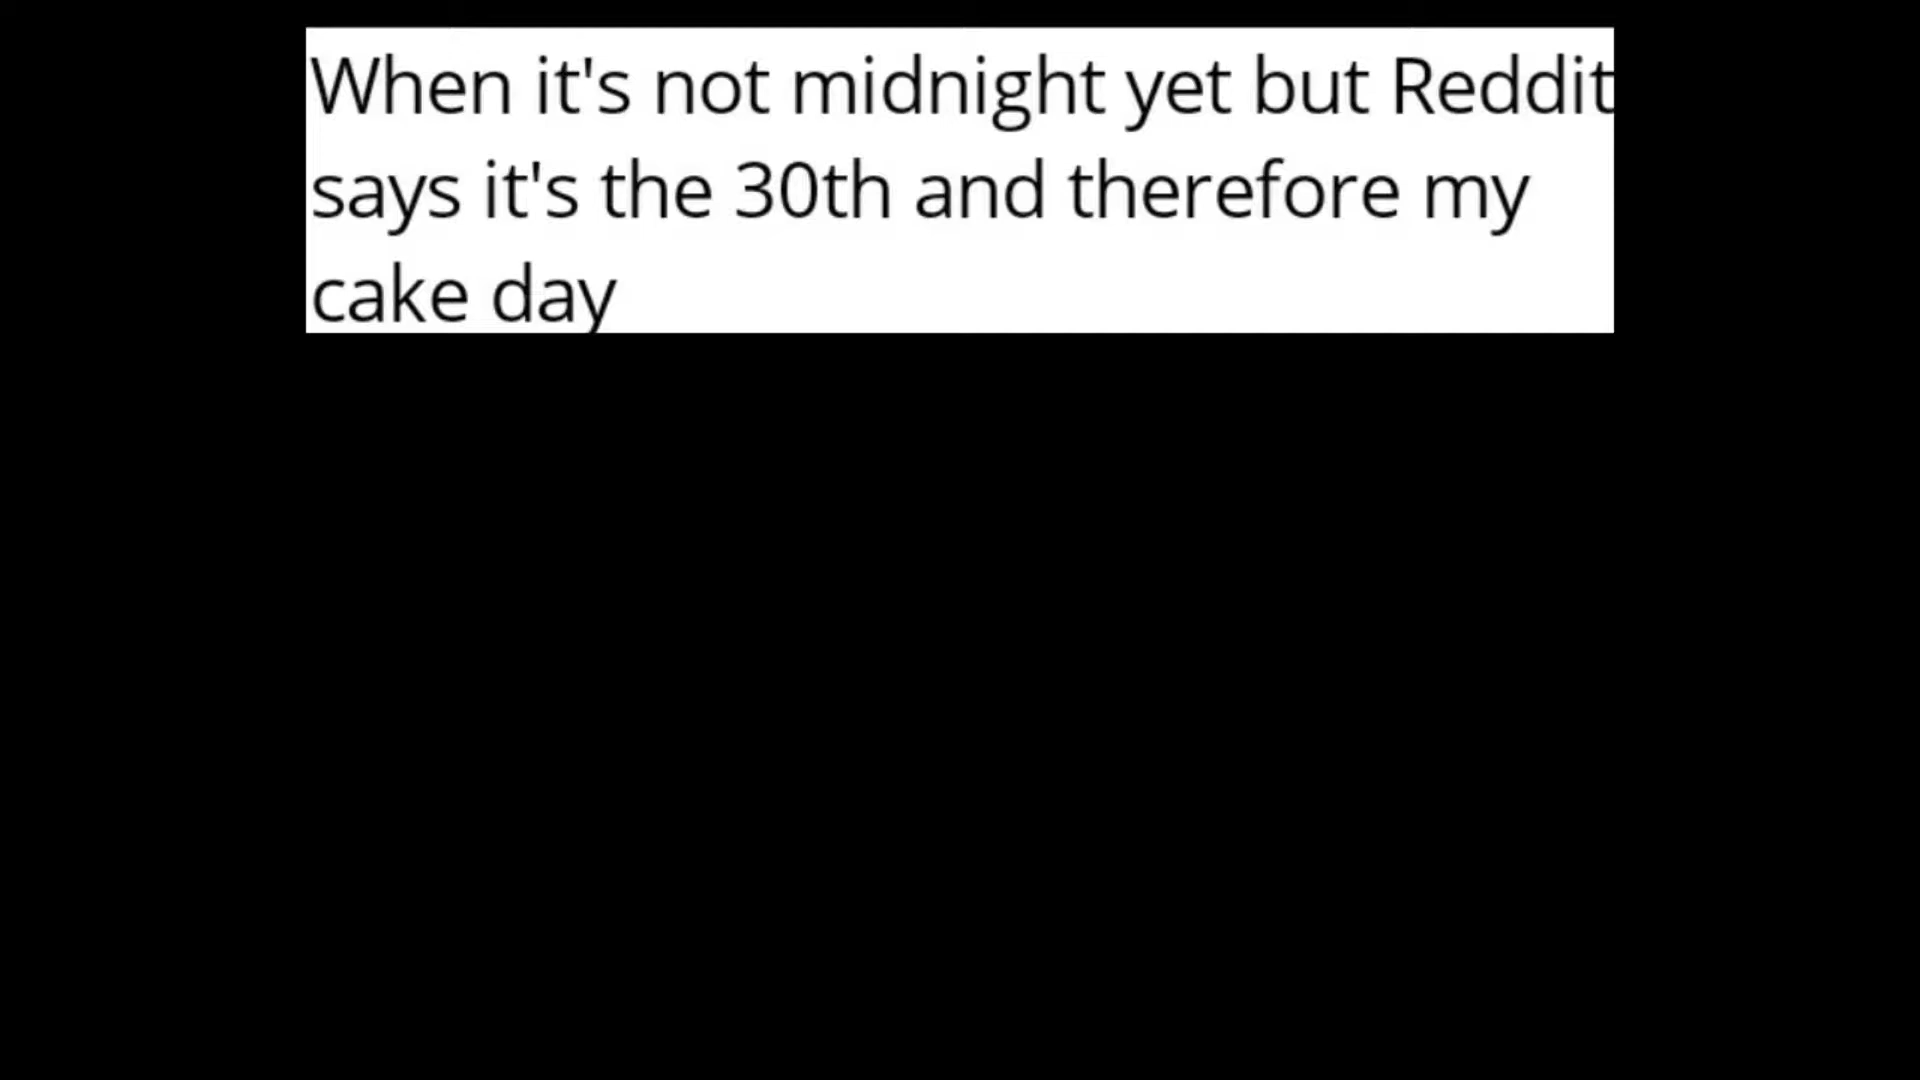 When it's not midnight yet but Reddit
says it's the 30th and therefore my
cake day